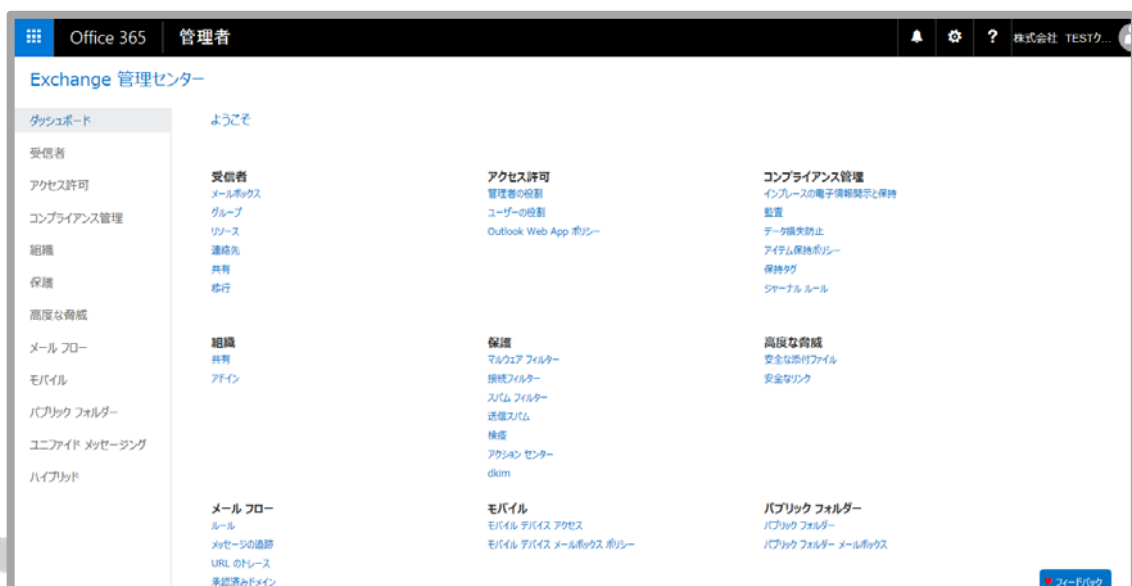 Office 365 管理者 ? 株式会社 TESTク...
Exchange 管理センター
ダッシュボード
受信者
アクセス許可
コンプライアンス管理
組織
保護
高度な脅威
メール フロー
モバイル
パブリック フォルダー
ユニファイド メッセージング
ハイブリッド
ようこそ
受信者
メールボックス
グループ
リソース
連絡先
共有
移行
アクセス許可
管理者の役割
ユーザーの役割
Outlook Web App ポリシー
コンプライアンス管理
インプレースの電子情報開示と保持
監査
データ損失防止
アイテム保持ポリシー
保持タグ
ジャーナル ルール
組織
共有
アドイン
保護
マルウェア フィルター
接続フィルター
スパム フィルター
送信スパム
検疫
アクション センター
dkim
高度な脅威
安全な添付ファイル
安全なリンク
メール フロー
ルール
メッセージの追跡
URL のトレース
承認済みドメイン
モバイル
モバイル デバイス アクセス
モバイル デバイス メールボックス ポリシー
パブリック フォルダー
パブリック フォルダー
パブリック フォルダー メールボックス
フィードバック